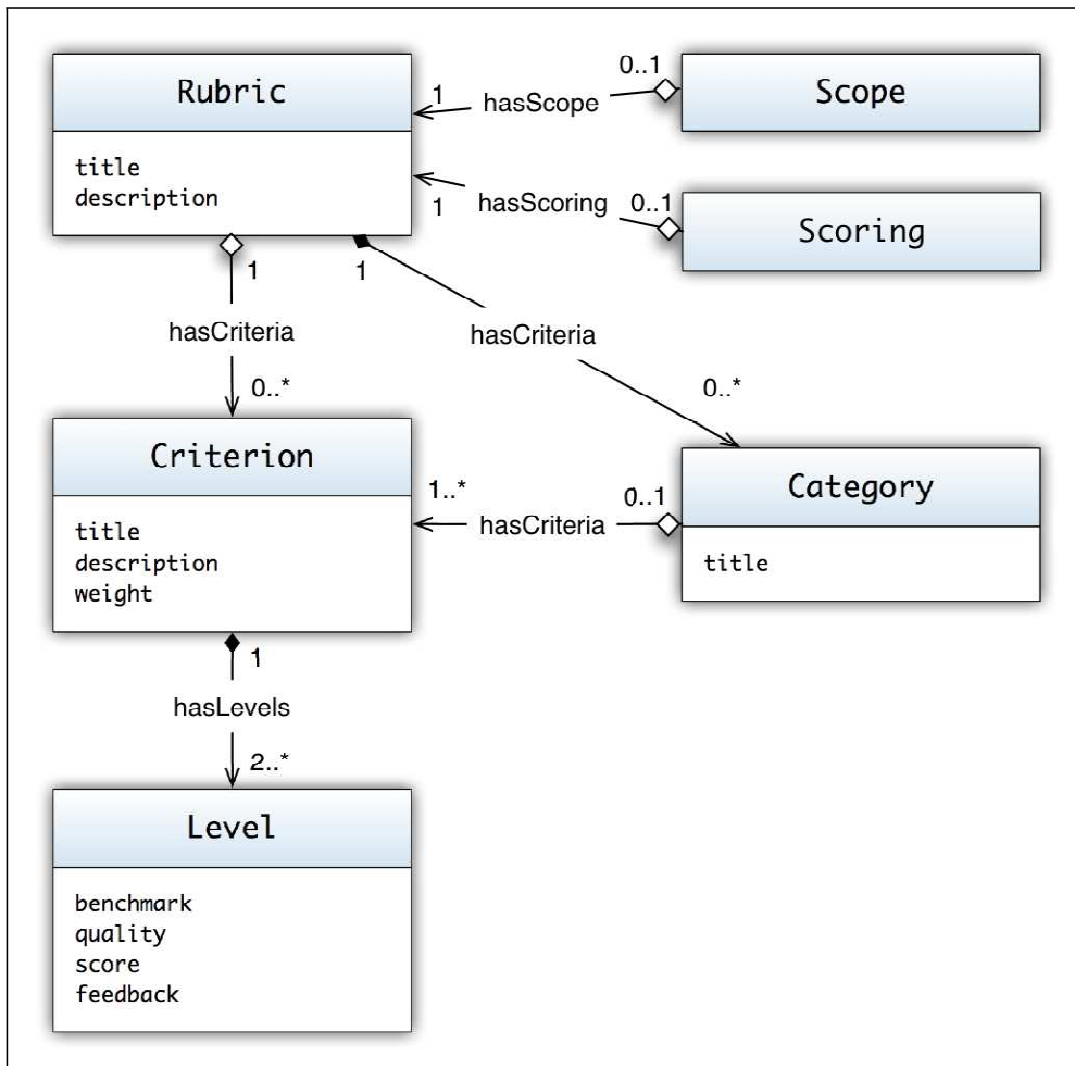 Rubric
title
description
1
hasScope
0..1
Scope
1
hasScoring
0..1
Scoring
1
hasCriteria
0..*
1
hasCriteria
0..*
Criterion
title
description
weight
1..*
hasCriteria
0..1
Category
title
1
hasLevels
2..*
Level
benchmark
quality
score
feedback